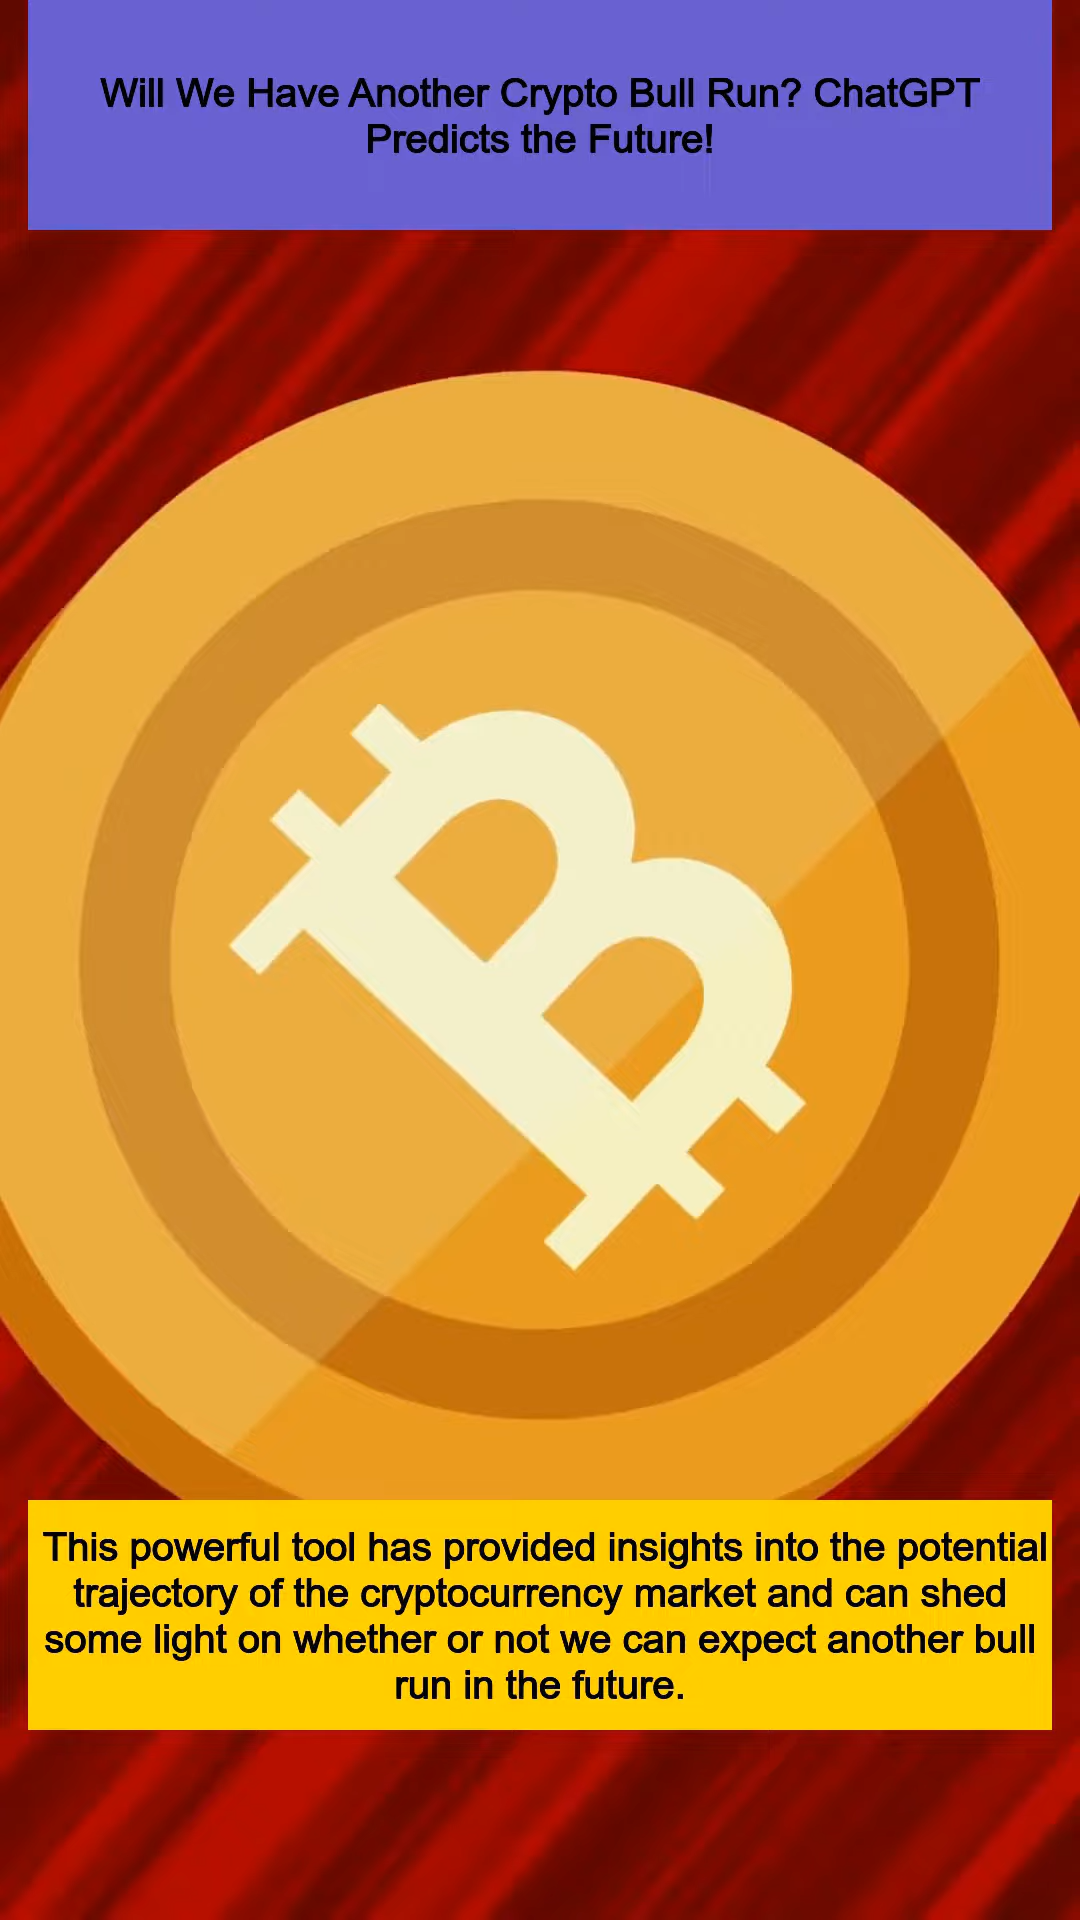 Will We Have Another Crypto Bull Run? ChatGPT
Predicts the Future!
This powerful tool has provided insights into the potential
trajectory of the cryptocurrency market and can shed
some light on whether or not we can expect another bull
run in the future.